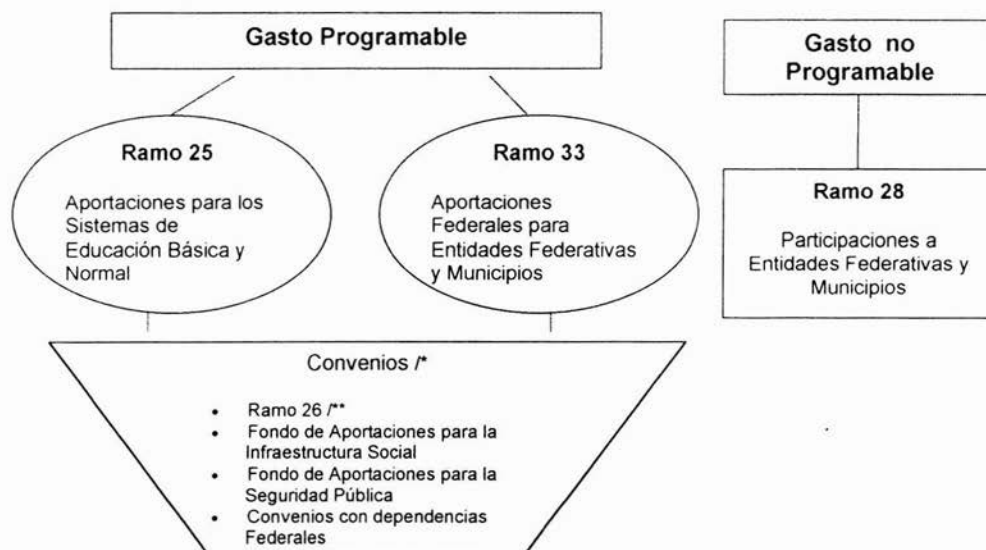 Gasto Programable
Ramo 25
Aportaciones para los
Sistemas de
Educación Básica y
Normal
Ramo 33
Aportaciones
Federales para
Entidades Federativas
y Municipios
Gasto no
Programable
Ramo 28
Participaciones a
Entidades Federativas y
Municipios
Convenios /*
• Ramo 26 /**
• Fondo de Aportaciones para la
Infraestructura Social
• Fondo de Aportaciones para la
Seguridad Pública
• Convenios con dependencias
Federales